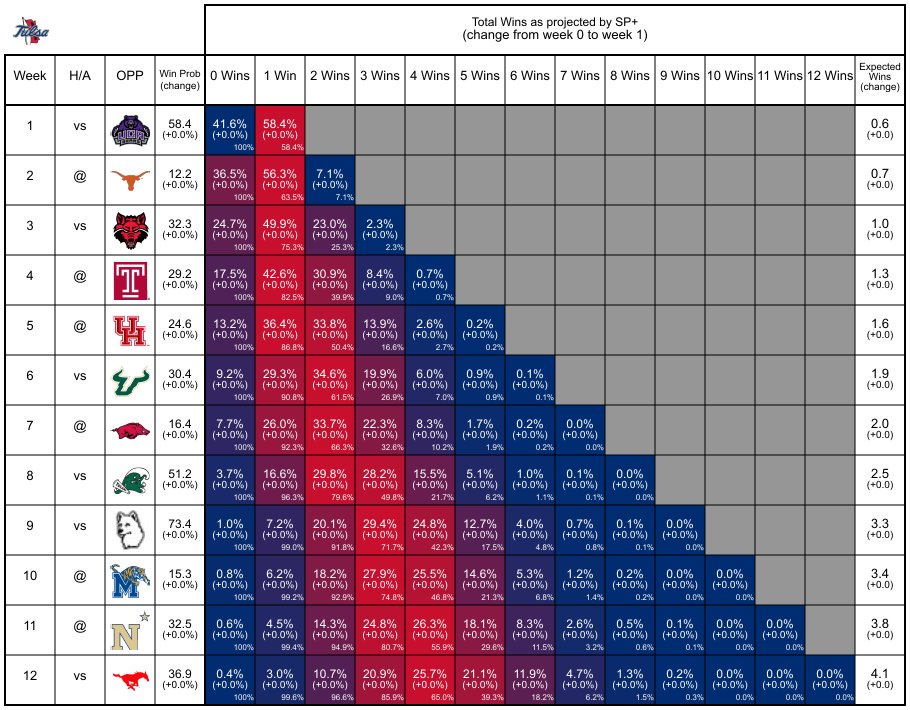 Tulsa
Total Wins as projected by SP+
(change from week 0 to week 1)
Week H/A OPP Win Prob (change) 0 Wins 1 Win 2 Wins 3 Wins 4 Wins 5 Wins 6 Wins 7 Wins 8 Wins 9 Wins 10 Wins 11 Wins 12 Wins Expected Wins (change)
1 vs UCA BEARS 58.4 41.6% 58.4% 0.6
(+0.0%) (+0.0%) (+0.0%) (+0.0)
100% 58.4%
2 @ 12.2 36.5% 56.3% 7.1% 0.7
(+0.0%) (+0.0%) (+0.0%) (+0.0%) (+0.0)
100% 63.5% 7.1%
3 vs 32.3 24.7% 49.9% 23.0% 2.3% 1.0
(+0.0%) (+0.0%) (+0.0%) (+0.0%) (+0.0%) (+0.0)
100% 75.3% 25.3% 2.3%
4 @ T 29.2 17.5% 42.6% 30.9% 8.4% 0.7% 1.3
(+0.0%) (+0.0%) (+0.0%) (+0.0%) (+0.0%) (+0.0%) (+0.0)
100% 82.5% 39.9% 9.0% 0.7%
5 @ UH 24.6 13.2% 36.4% 33.8% 13.9% 2.6% 0.2% 1.6
(+0.0%) (+0.0%) (+0.0%) (+0.0%) (+0.0%) (+0.0%) (+0.0%) (+0.0)
100% 86.8% 50.4% 16.6% 2.7% 0.2%
6 vs 30.4 9.2% 29.3% 34.6% 19.9% 6.0% 0.9% 0.1% 1.9
(+0.0%) (+0.0%) (+0.0%) (+0.0%) (+0.0%) (+0.0%) (+0.0%) (+0.0%) (+0.0)
100% 90.8% 61.5% 26.9% 7.0% 0.9% 0.1%
7 @ 16.4 7.7% 26.0% 33.7% 22.3% 8.3% 1.7% 0.2% 0.0% 2.0
(+0.0%) (+0.0%) (+0.0%) (+0.0%) (+0.0%) (+0.0%) (+0.0%) (+0.0%) (+0.0%) (+0.0)
100% 92.3% 66.3% 32.6% 10.2% 1.9% 0.2% 0.0%
8 vs 51.2 3.7% 16.6% 29.8% 28.2% 15.5% 5.1% 1.0% 0.1% 0.0% 2.5
(+0.0%) (+0.0%) (+0.0%) (+0.0%) (+0.0%) (+0.0%) (+0.0%) (+0.0%) (+0.0%) (+0.0%) (+0.0)
100% 96.3% 79.6% 49.8% 21.7% 6.2% 1.1% 0.1% 0.0%
9 vs 73.4 1.0% 7.2% 20.1% 29.4% 24.8% 12.7% 4.0% 0.7% 0.1% 0.0% 3.3
(+0.0%) (+0.0%) (+0.0%) (+0.0%) (+0.0%) (+0.0%) (+0.0%) (+0.0%) (+0.0%) (+0.0%) (+0.0%) (+0.0)
100% 99.0% 91.8% 71.7% 42.3% 17.5% 4.8% 0.8% 0.1% 0.0%
10 @ M 15.3 0.8% 6.2% 18.2% 27.9% 25.5% 14.6% 5.3% 1.2% 0.2% 0.0% 0.0% 3.4
(+0.0%) (+0.0%) (+0.0%) (+0.0%) (+0.0%) (+0.0%) (+0.0%) (+0.0%) (+0.0%) (+0.0%) (+0.0%) (+0.0%) (+0.0)
100% 99.2% 92.9% 74.8% 46.8% 21.3% 6.8% 1.4% 0.2% 0.0% 0.0%
11 @ N 32.5 0.6% 4.5% 14.3% 24.8% 26.3% 18.1% 8.3% 2.6% 0.5% 0.1% 0.0% 0.0% 3.8
(+0.0%) (+0.0%) (+0.0%) (+0.0%) (+0.0%) (+0.0%) (+0.0%) (+0.0%) (+0.0%) (+0.0%) (+0.0%) (+0.0%) (+0.0%) (+0.0)
100% 99.4% 94.9% 80.7% 55.9% 29.6% 11.5% 3.2% 0.6% 0.1% 0.0% 0.0%
12 vs 36.9 0.4% 3.0% 10.7% 20.9% 25.7% 21.1% 11.9% 4.7% 1.3% 0.2% 0.0% 0.0% 0.0% 4.1
(+0.0%) (+0.0%) (+0.0%) (+0.0%) (+0.0%) (+0.0%) (+0.0%) (+0.0%) (+0.0%) (+0.0%) (+0.0%) (+0.0%) (+0.0%) (+0.0%) (+0.0)
100% 99.6% 96.6% 85.9% 65.0% 39.3% 18.2% 6.2% 1.5% 0.3% 0.0% 0.0% 0.0%